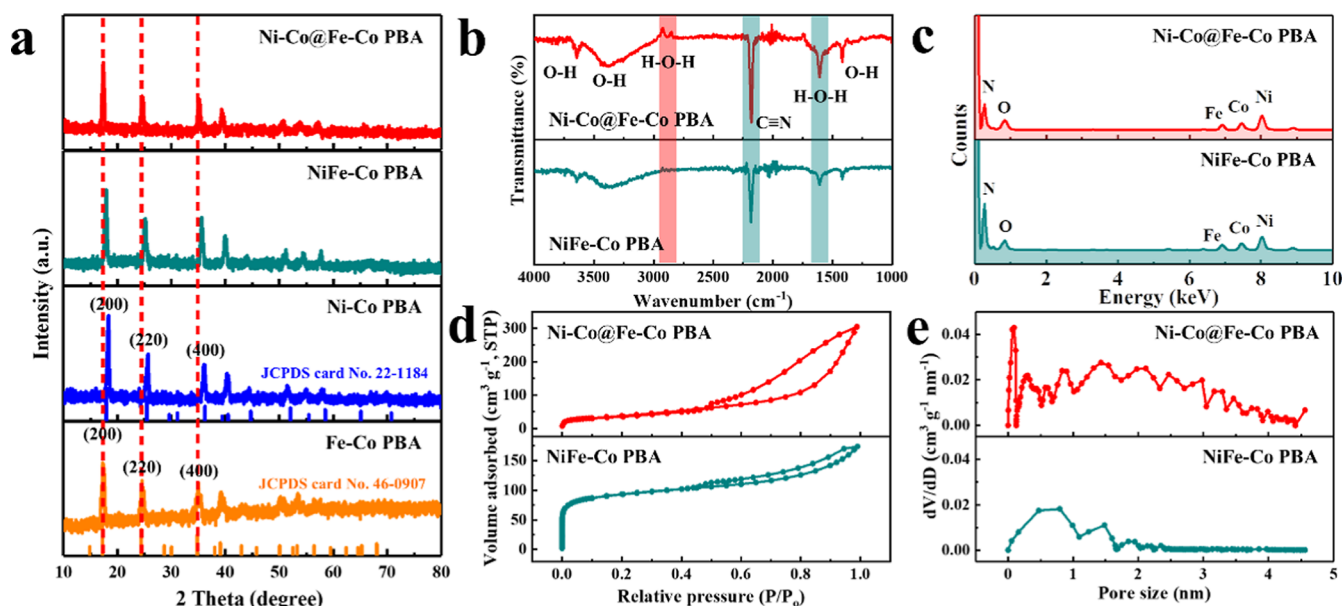 a
Intensity (a.u.)
Ni-Co@Fe-Co PBA
NiFe-Co PBA
Ni-Co PBA
(200)
(220)
(400)
JCPDS card No. 22-1184
Fe-Co PBA
(200)
(220)
(400)
JCPDS card No. 46-0907
10 20 30 40 50 60 70 80
2 Theta (degree)
b
Transmittance (%)
O-H
O-H
H-O-H
C≡N
H-O-H
O-H
Ni-Co@Fe-Co PBA
NiFe-Co PBA
4000 3500 3000 2500 2000 1500 1000
Wavenumber (cm⁻¹)
c
Counts
Ni-Co@Fe-Co PBA
N
O
Fe
Co
Ni
NiFe-Co PBA
N
O
Fe
Co
Ni
0 2 4 6 8 10
Energy (keV)
d
Volume adsorbed (cm³ g⁻¹, STP)
Ni-Co@Fe-Co PBA
300
200
100
0
NiFe-Co PBA
150
100
50
0
0.0 0.2 0.4 0.6 0.8 1.0
Relative pressure (P/P₀)
e
dV/dD (cm³ g⁻¹ nm⁻¹)
Ni-Co@Fe-Co PBA
0.04
0.02
0.00
NiFe-Co PBA
0.04
0.02
0.00
0 1 2 3 4 5
Pore size (nm)